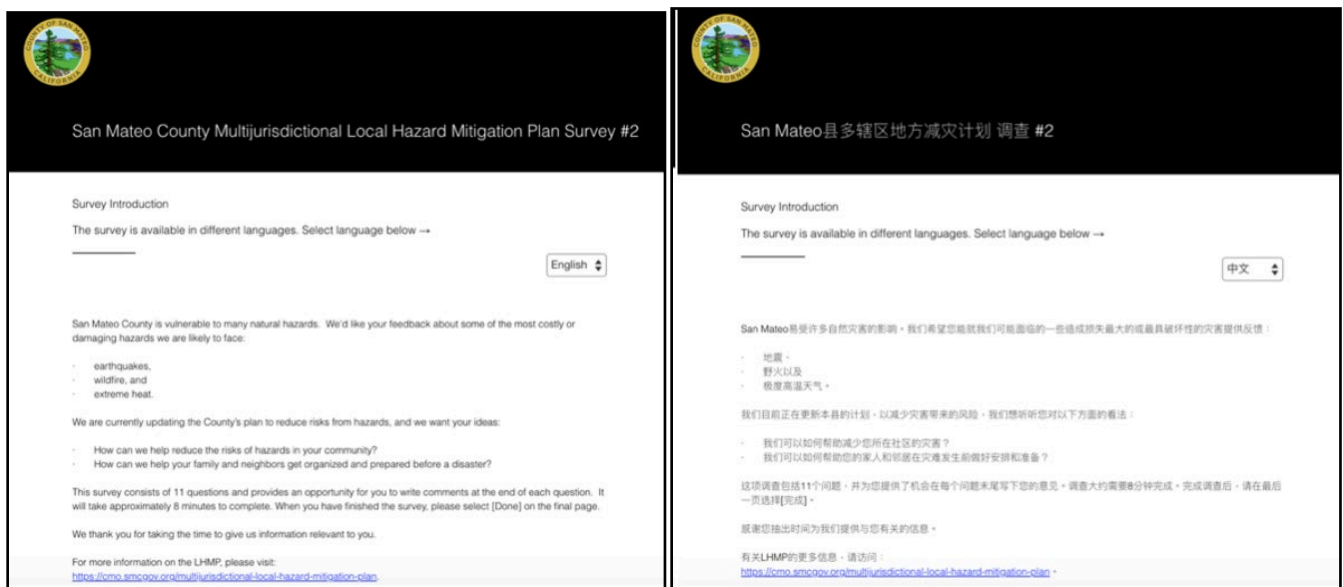 COUNTY OF SAN MATEO
CALIFORNIA
San Mateo County Multijurisdictional Local Hazard Mitigation Plan Survey #2
Survey Introduction
The survey is available in different languages. Select language below →
English
San Mateo County is vulnerable to many natural hazards. We'd like your feedback about some of the most costly or
damaging hazards we are likely to face:
· earthquakes,
· wildfire, and
· extreme heat.
We are currently updating the County's plan to reduce risks from hazards, and we want your ideas:
· How can we help reduce the risks of hazards in your community?
· How can we help your family and neighbors get organized and prepared before a disaster?
This survey consists of 11 questions and provides an opportunity for you to write comments at the end of each question. It
will take approximately 8 minutes to complete. When you have finished the survey, please select [Done] on the final page.
We thank you for taking the time to give us information relevant to you.
For more information on the LHMP, please visit:
https://cmo.smcgov.org/multijurisdictional-local-hazard-mitigation-plan.
COUNTY OF SAN MATEO
CALIFORNIA
San Mateo县多辖区地方减灾计划 调查 #2
Survey Introduction
The survey is available in different languages. Select language below →
中文
San Mateo易受许多自然灾害的影响。我们希望您能就我们可能面临的一些造成损失最大的或最具破坏性的灾害提供反馈：
· 地震、
· 野火以及
· 极度高温天气。
我们目前正在更新本县的计划，以减少灾害带来的风险，我们想听听您对以下方面的看法：
· 我们可以如何帮助减少您所在社区的灾害？
· 我们可以如何帮助您的家人和邻居在灾难发生前做好安排和准备？
这项调查包括11个问题，并为您提供了机会在每个问题末尾写下您的意见。调查大约需要8分钟完成。完成调查后，请在最后
一页选择[完成]。
感谢您抽出时间为我们提供与您有关的信息。
有关LHMP的更多信息，请访问：
https://cmo.smcgov.org/multijurisdictional-local-hazard-mitigation-plan。